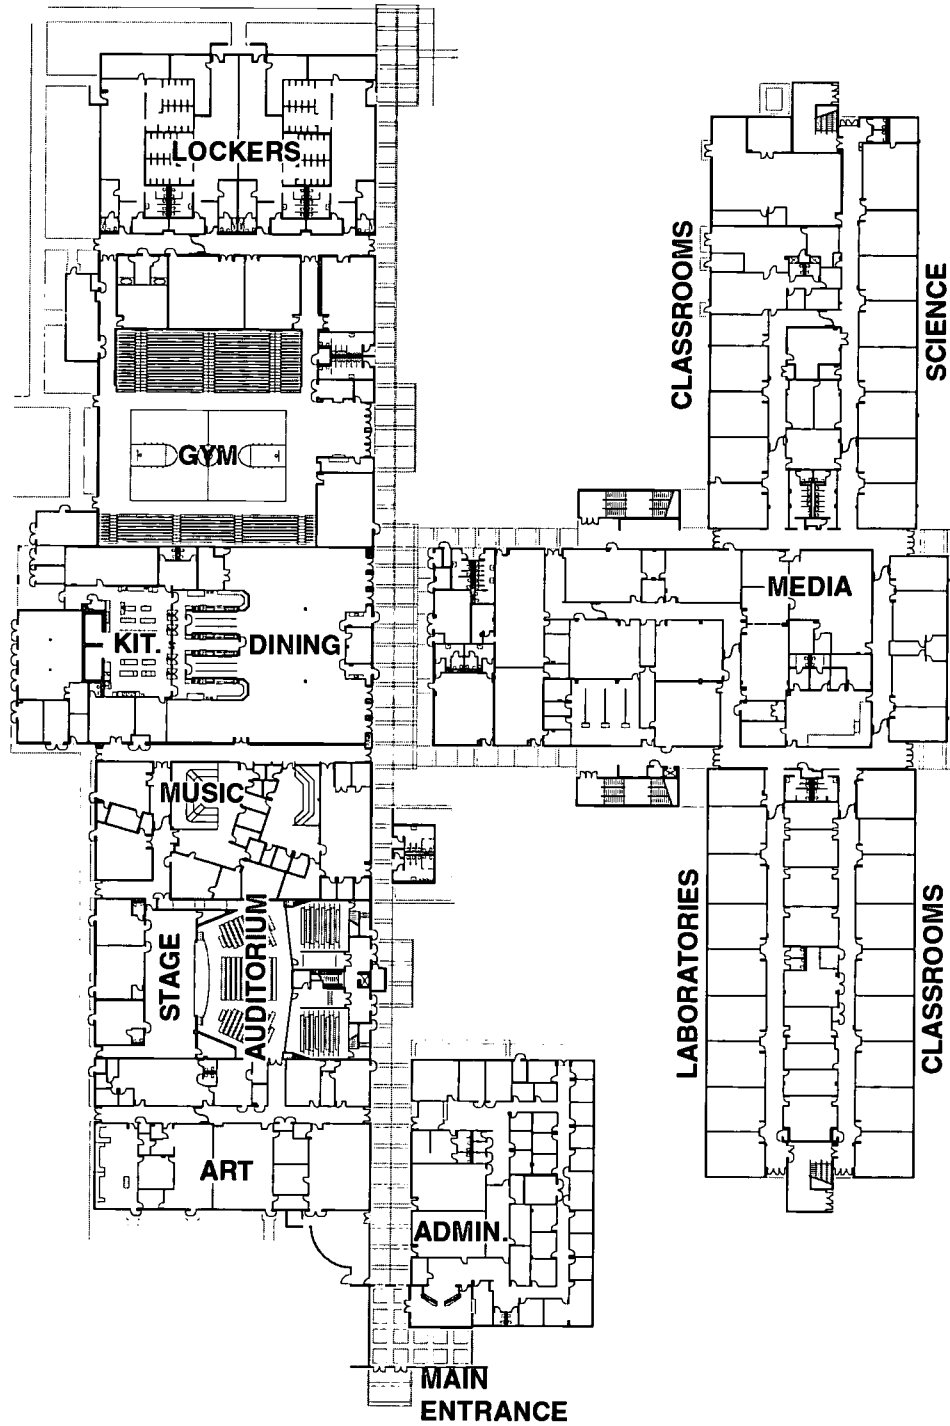 LOCKERS
CLASSROOMS
SCIENCE
GYM
MEDIA
KIT.
DINING
MUSIC
LABORATORIES
CLASSROOMS
STAGE
AUDITORIUM
ART
ADMIN.
MAIN
ENTRANCE